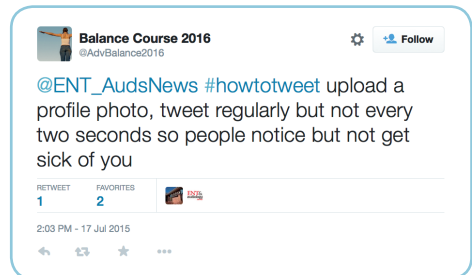 Balance Course 2016
@AdvBalance2016
Follow
@ENT_AudsNews #howtotweet upload a
profile photo, tweet regularly but not every
two seconds so people notice but not get
sick of you
RETWEET FAVORITES
1 2
2:03 PM - 17 Jul 2015